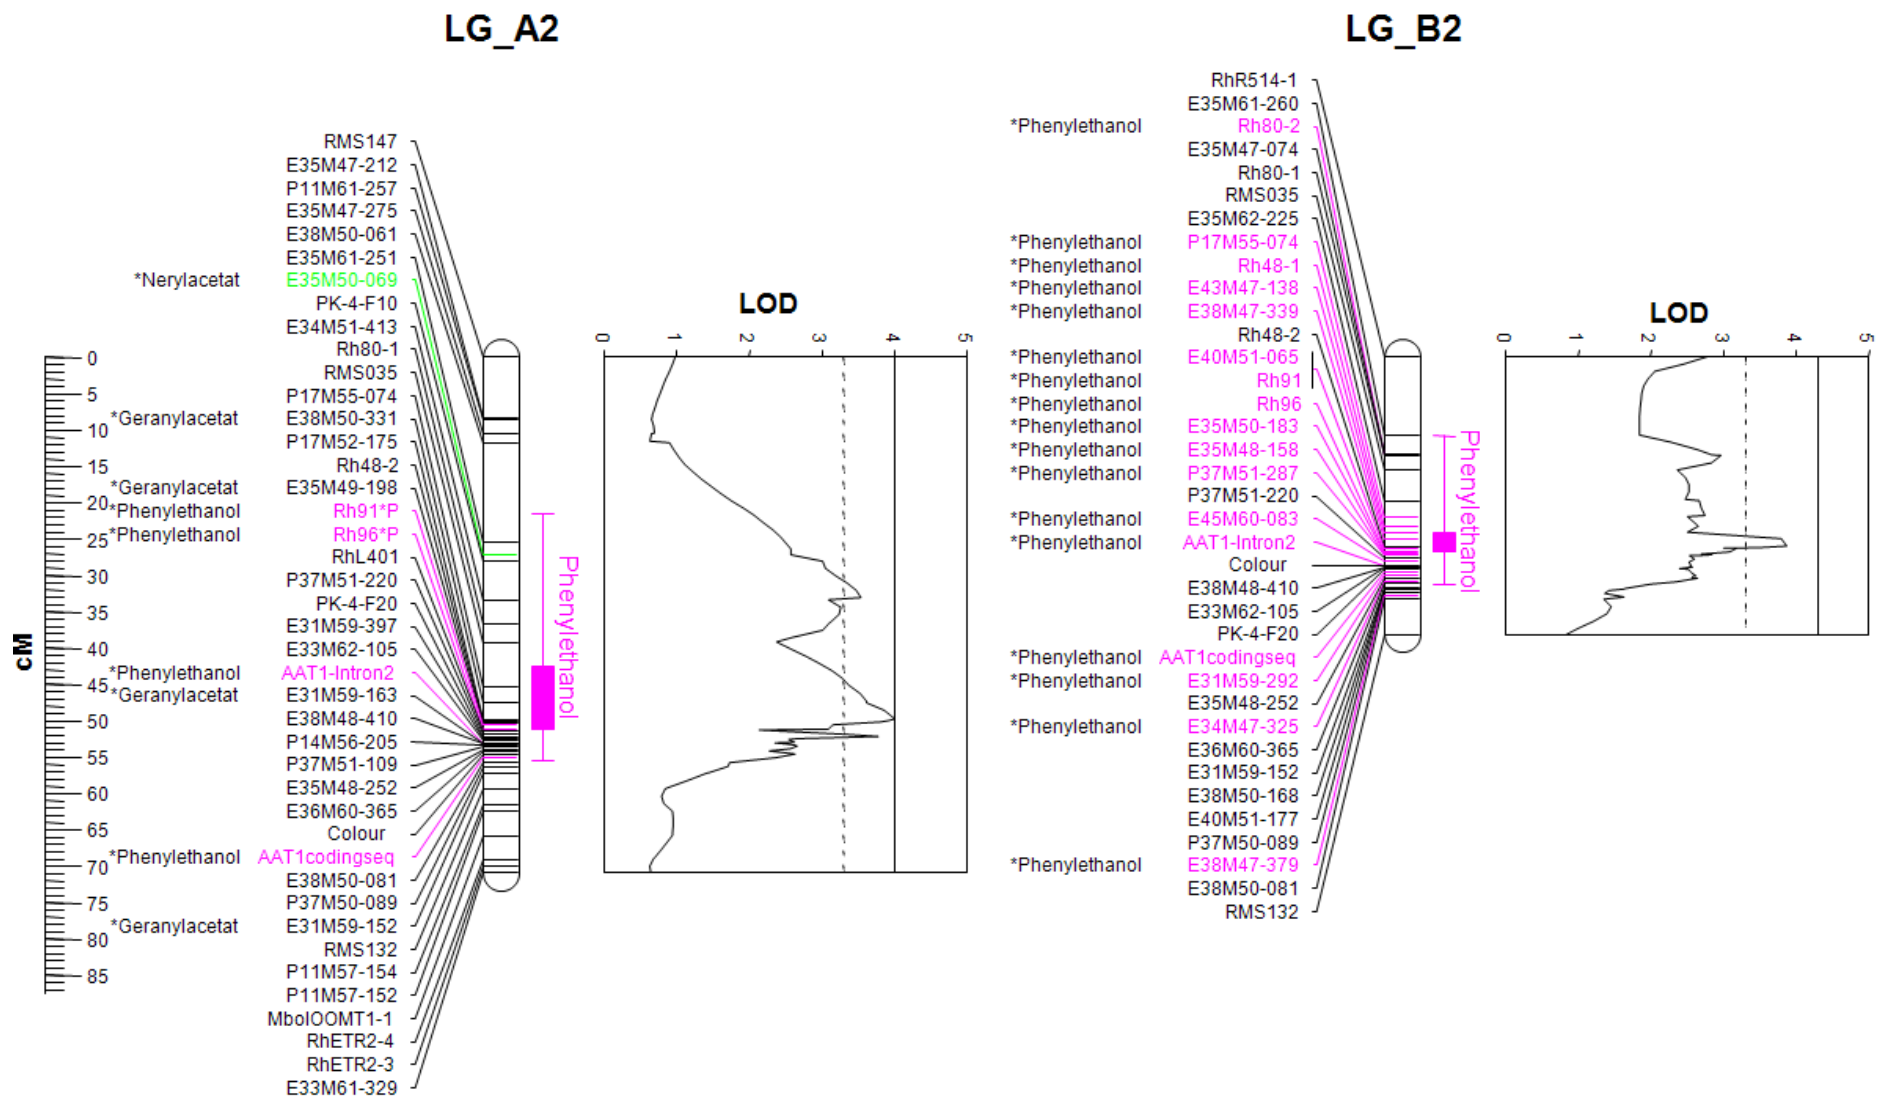 LG_A2
RMS147
E35M47-212
P11M61-257
E35M47-275
E38M50-061
E35M61-251
*Nerylacetat E35M50-069
PK-4-F10
E34M51-413
Rh80-1
RMS035
P17M55-074
*Geranylacetat E38M50-331
P17M52-175
Rh48-2
*Geranylacetat E35M49-198
*Phenylethanol Rh91*P
*Phenylethanol Rh96*P
RhL401
P37M51-220
PK-4-F20
E31M59-397
E33M62-105
*Phenylethanol AAT1-Intron2
*Geranylacetat E31M59-163
E38M48-410
P14M56-205
P37M51-109
E35M48-252
E36M60-365
Colour
*Phenylethanol AAT1codingseq
E38M50-081
P37M50-089
*Geranylacetat E31M59-152
RMS132
P11M57-154
P11M57-152
MboIOOMT1-1
RhETR2-4
RhETR2-3
E33M61-329
cM
0
5
10
15
20
25
30
35
40
45
50
55
60
65
70
75
80
85
Phenylethanol
LOD
0 1 2 3 4 5
LG_B2
RhR514-1
E35M61-260
*Phenylethanol Rh80-2
E35M47-074
Rh80-1
RMS035
E35M62-225
*Phenylethanol P17M55-074
*Phenylethanol Rh48-1
*Phenylethanol E43M47-138
*Phenylethanol E38M47-339
Rh48-2
*Phenylethanol E40M51-065
*Phenylethanol Rh91
*Phenylethanol Rh96
*Phenylethanol E35M50-183
*Phenylethanol E35M48-158
*Phenylethanol P37M51-287
P37M51-220
*Phenylethanol E45M60-083
*Phenylethanol AAT1-Intron2
Colour
E38M48-410
E33M62-105
PK-4-F20
*Phenylethanol AAT1codingseq
*Phenylethanol E31M59-292
E35M48-252
*Phenylethanol E34M47-325
E36M60-365
E31M59-152
E38M50-168
E40M51-177
P37M50-089
*Phenylethanol E38M47-379
E38M50-081
RMS132
Phenylethanol
LOD
0 1 2 3 4 5